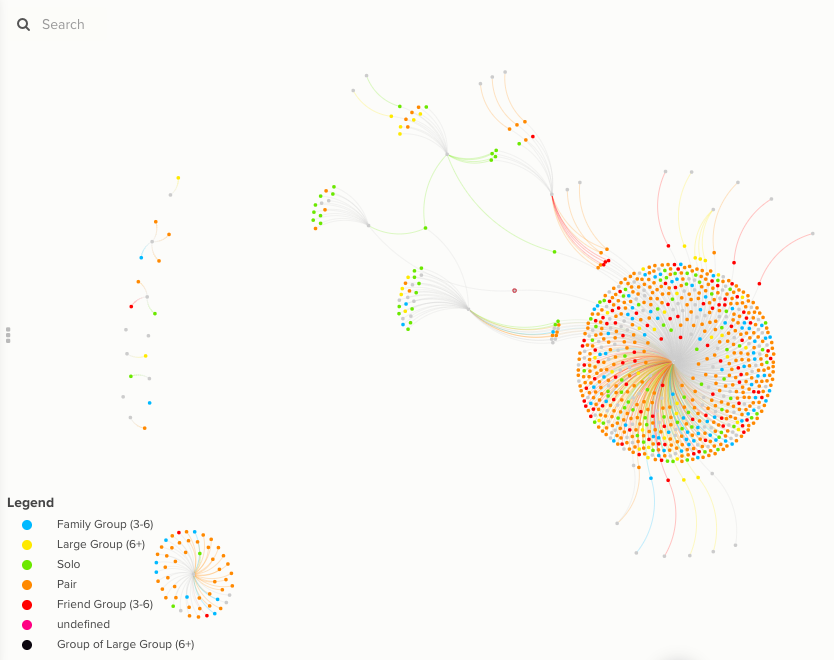 Search
Legend
Family Group (3-6)
Large Group (6+)
Solo
Pair
Friend Group (3-6)
undefined
Group of Large Group (6+)